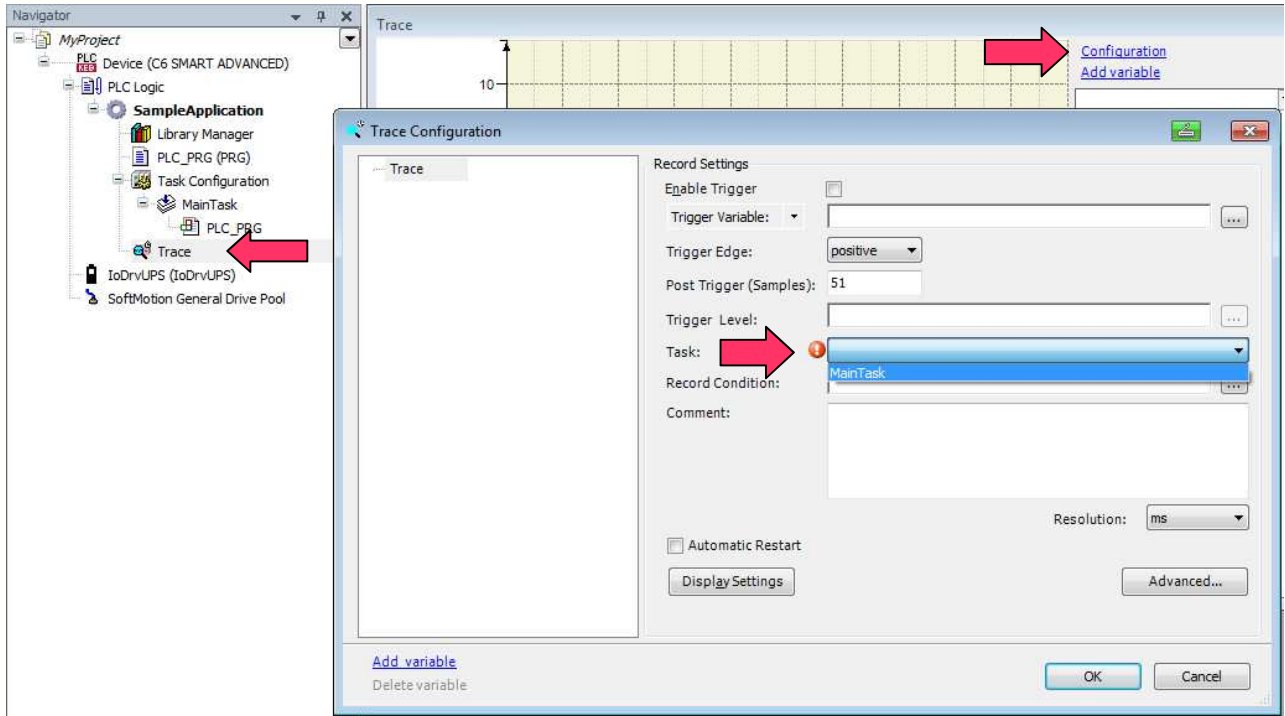 Navigator
MyProject
PLC KEB Device (C6 SMART ADVANCED)
PLC Logic
SampleApplication
Library Manager
PLC_PRG (PRG)
Task Configuration
MainTask
PLC_PRG
Trace
IoDrvUPS (IoDrvUPS)
SoftMotion General Drive Pool
Trace
10
Configuration
Add variable
Trace Configuration
Trace
Record Settings
Enable Trigger
Trigger Variable:
...
Trigger Edge: positive
Post Trigger (Samples): 51
Trigger Level:
...
Task:
MainTask
Record Condition:
...
Comment:
Resolution: ms
Automatic Restart
Display Settings
Advanced...
Add variable
Delete variable
OK
Cancel